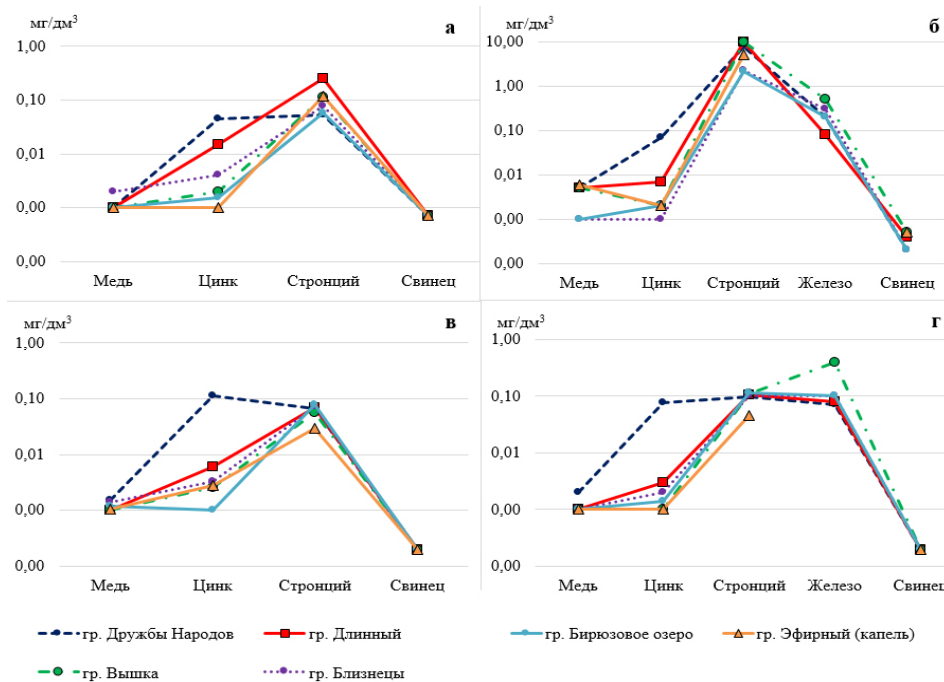 мг/дм³ а
1,00
0,10
0,01
0,00
0,00
Медь Цинк Стронций Свинец
мг/дм³ б
10,00
1,00
0,10
0,01
0,00
0,00
Медь Цинк Стронций Железо Свинец
мг/дм³ в
1,00
0,10
0,01
0,00
0,00
Медь Цинк Стронций Свинец
мг/дм³ г
1,00
0,10
0,01
0,00
0,00
Медь Цинк Стронций Железо Свинец
гр. Дружбы Народов гр. Длинный гр. Бирюзовое озеро гр. Эфирный (капель)
гр. Вышка гр. Близнецы